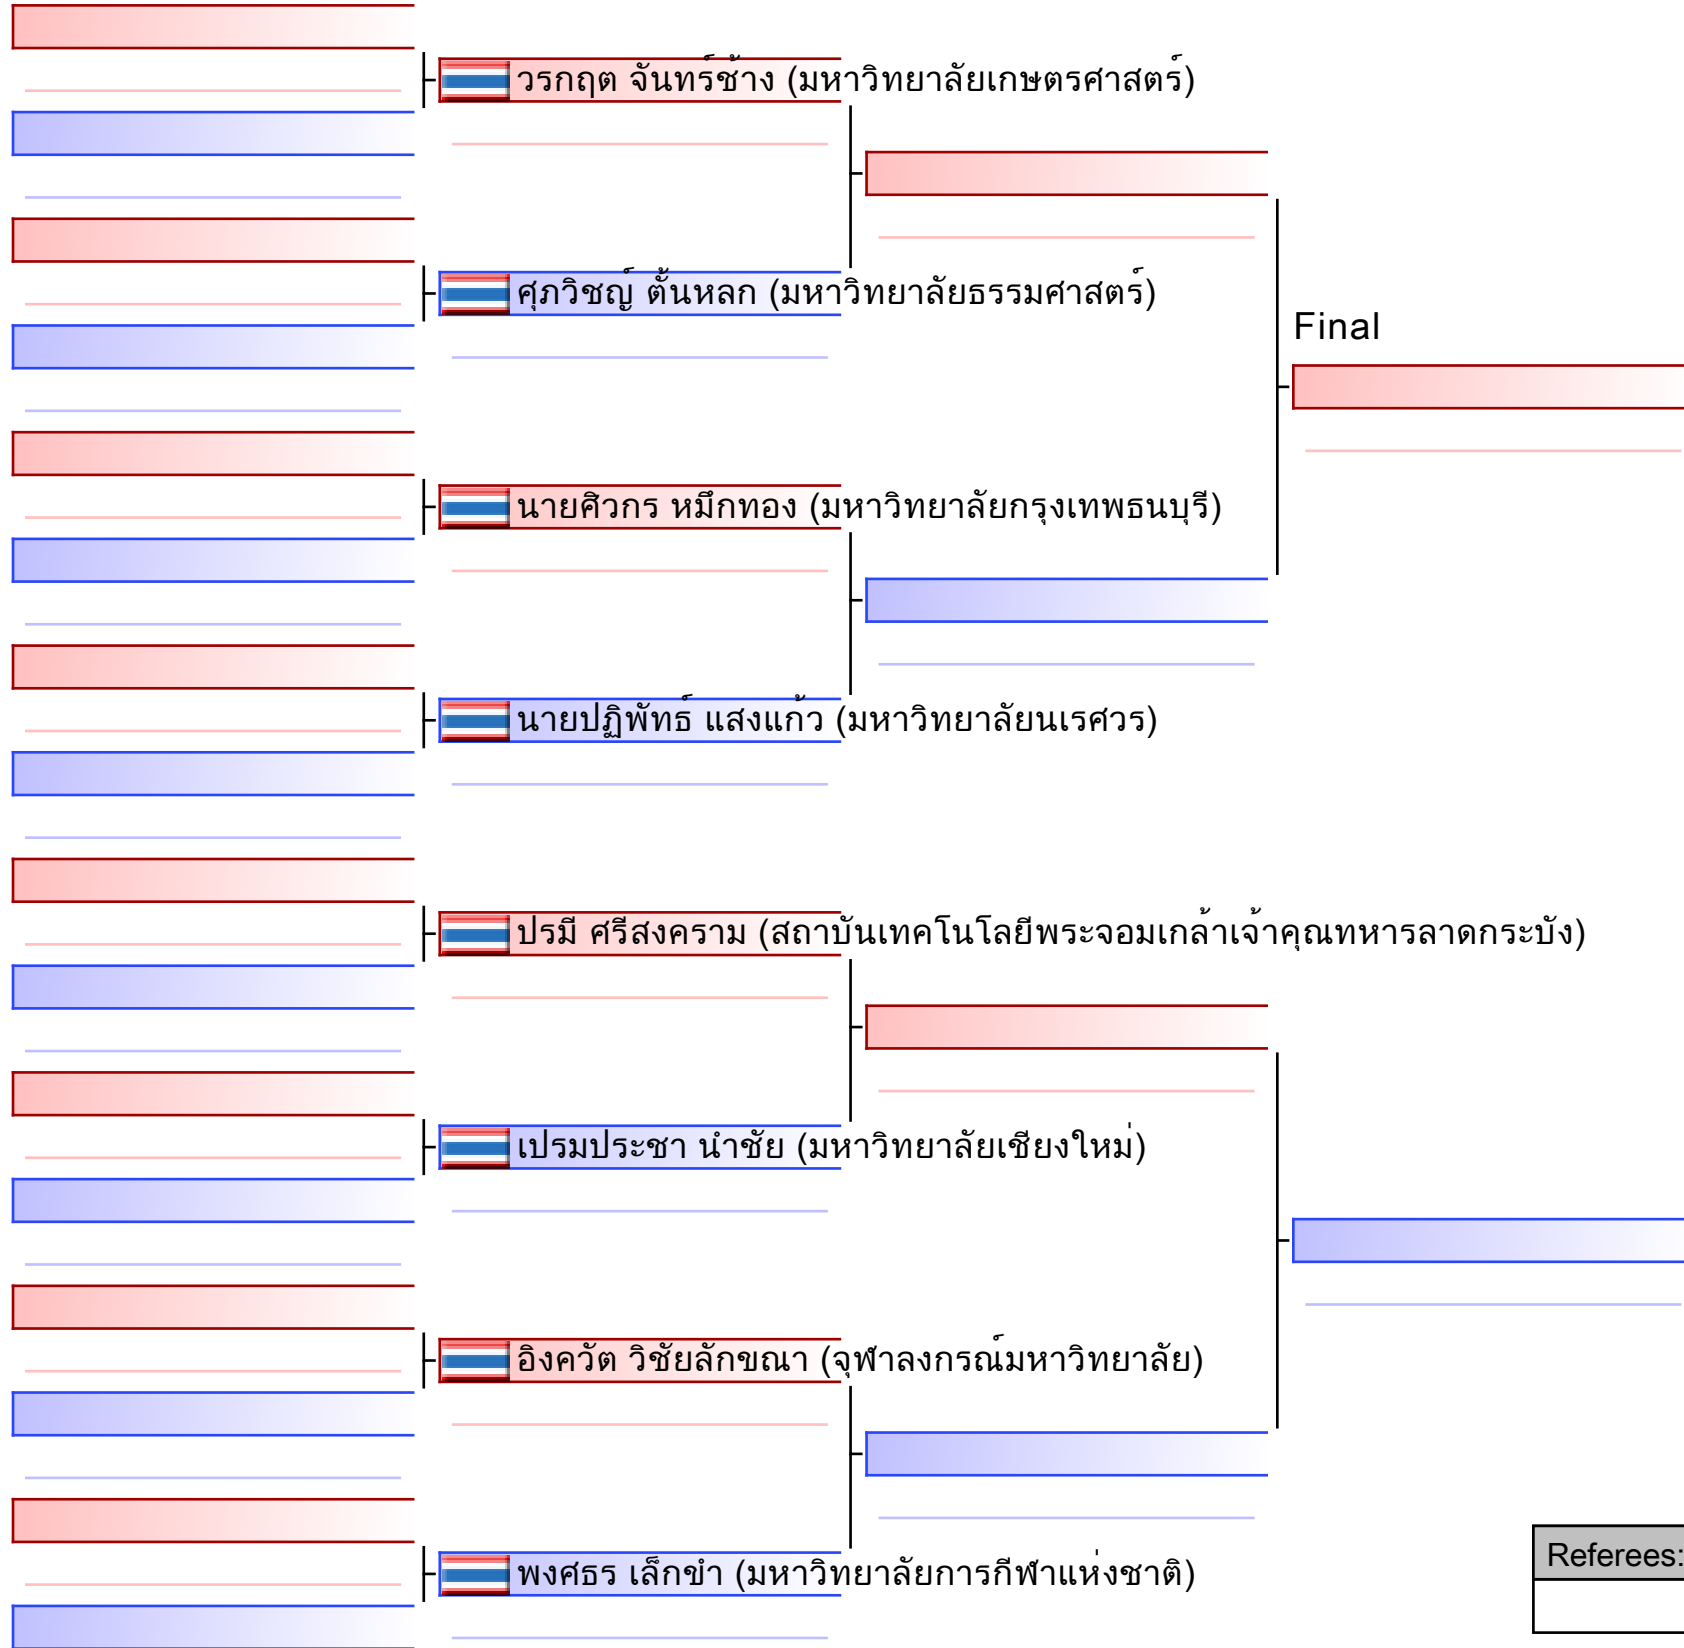 วรกฤต จันทร์ช้าง (มหาวิทยาลัยเกษตรศาสตร์)
ศุภวิชญ์ ตั้นหลก (มหาวิทยาลัยธรรมศาสตร์)
Final
นายศิวกร หมึกทอง (มหาวิทยาลัยกรุงเทพธนบุรี)
นายปฏิพัทธ์ แสงแก้ว (มหาวิทยาลัยนเรศวร)
ปรมี ศรีสงคราม (สถาบันเทคโนโลยีพระจอมเกล้าเจ้าคุณทหารลาดกระบัง)
เปรมประชา นำชัย (มหาวิทยาลัยเชียงใหม่)
อิงควัต วิชัยลักขณา (จุฬาลงกรณ์มหาวิทยาลัย)
พงศธร เล็กขำ (มหาวิทยาลัยการกีฬาแห่งชาติ)
Referees: